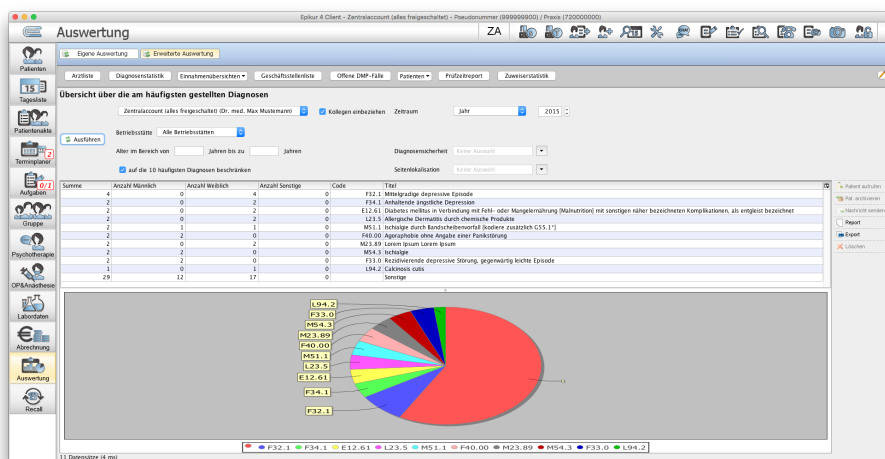 Epikur 4 Client - Zentralaccount (alles freigeschaltet) - Pseudonummer (999999900) / Praxis (720000000)
Auswertung
ZA
Patienten
Tagesliste
15
Patientenakte
Terminplaner
2
Aufgaben
0/1
Gruppe
Psychotherapie
OP&Anästhesie
Labordaten
Abrechnung
Auswertung
Recall
Eigene Auswertung
Erweiterte Auswertung
Arztliste Diagnosenstatistik Einnahmenübersichten Geschäftsstellenliste Offene DMP-Fälle Patienten Prüfzeitreport Zuweiserstatistik
Übersicht über die am häufigsten gestellten Diagnosen
Zentralaccount (alles freigeschaltet) (Dr. med. Max Mustemann) Kollegen einbeziehen Zeitraum Jahr 2015
Ausführen
Betriebsstätte Alle Betriebsstätten
Alter im Bereich von Jahren bis zu Jahren Diagnosensicherheit Keine Auswahl
auf die 10 häufigsten Diagnosen beschränken Seitenlokalisation Keine Auswahl
Summe Anzahl Männlich Anzahl Weiblich Anzahl Sonstige Code Titel
4 0 4 0 F32.1 Mittelgradige depressive Episode
2 0 2 0 F34.1 Anhaltende ängstliche Depression
2 0 2 0 E12.61 Diabetes mellitus in Verbindung mit Fehl- oder Mangelernährung [Malnutrition] mit sonstigen näher bezeichneten Komplikationen, als entgleist bezeichnet
2 0 2 0 L23.5 Allergische Dermatitis durch chemische Produkte
2 1 1 0 M51.1 Ischialgie durch Bandscheibenvorfall [kodiere zusätzlich G55.1*]
2 2 0 0 F40.00 Agoraphobie ohne Angabe einer Panikstörung
2 0 2 0 M23.89 Lorem Ipsum Lorem Ipsum
2 2 0 0 M54.3 Ischialgie
2 2 0 0 F33.0 Rezidivierende depressive Störung, gegenwärtig leichte Episode
1 0 1 0 L94.2 Calcinosis cutis
29 12 17 0 Sonstige
Patient aufrufen
Pat. archivieren
Nachricht senden
Report
Export
Löschen
L94.2
F33.0
M54.3
M23.89
F40.00
M51.1
L23.5
E12.61
F34.1
F32.1
F32.1 F34.1 E12.61 L23.5 M51.1 F40.00 M23.89 M54.3 F33.0 L94.2
11 Datensätze (4 ms)